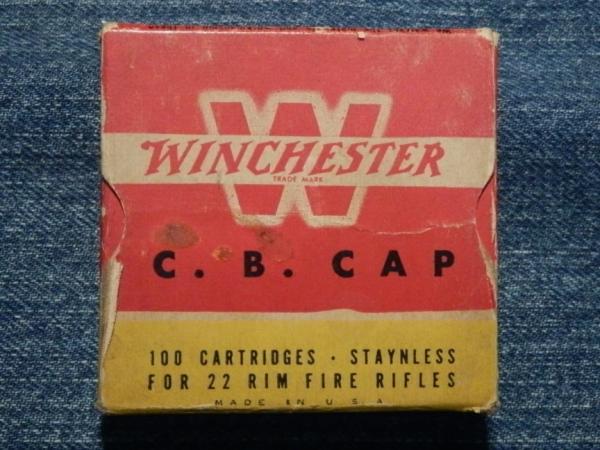 W
WINCHESTER
TRADE MARK
C. B. CAP
100 CARTRIDGES · STAYNLESS
FOR 22 RIM FIRE RIFLES
MADE IN U.S.A